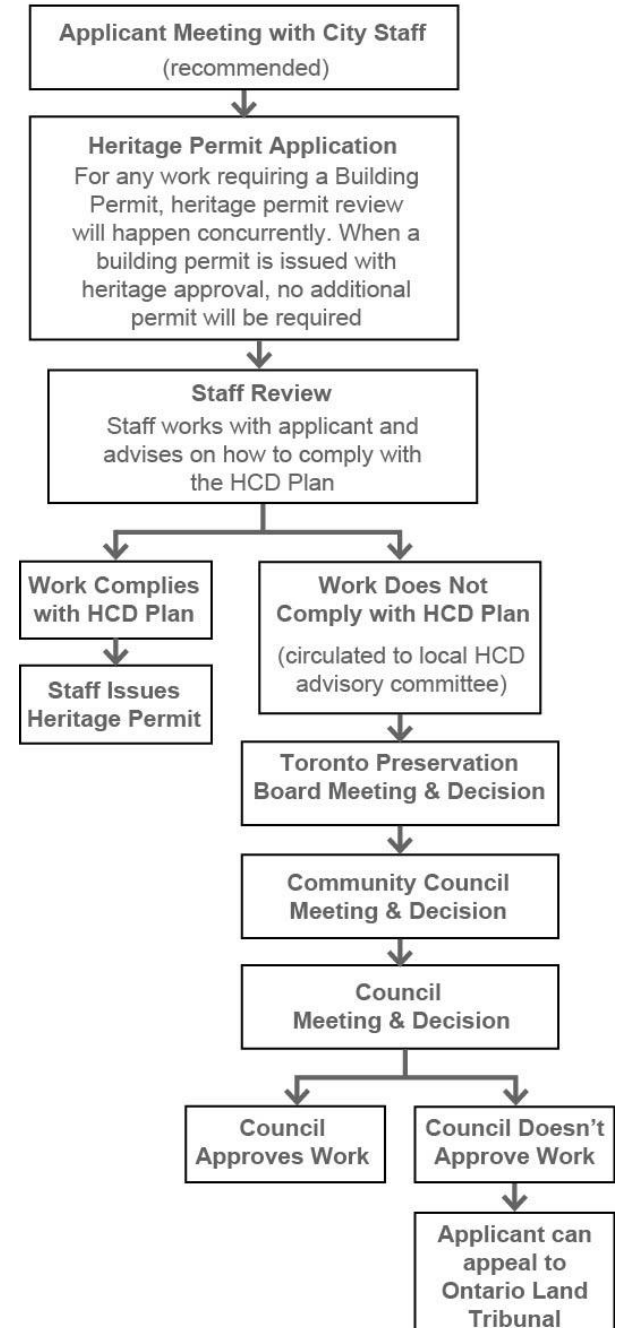 Applicant Meeting with City Staff
(recommended)
Heritage Permit Application
For any work requiring a Building
Permit, heritage permit review
will happen concurrently. When a
building permit is issued with
heritage approval, no additional
permit will be required
Staff Review
Staff works with applicant and
advises on how to comply with
the HCD Plan
Work Complies
with HCD Plan
Staff Issues
Heritage Permit
Work Does Not
Comply with HCD Plan
(circulated to local HCD
advisory committee)
Toronto Preservation
Board Meeting & Decision
Community Council
Meeting & Decision
Council
Meeting & Decision
Council
Approves Work
Council Doesn't
Approve Work
Applicant can
appeal to
Ontario Land
Tribunal